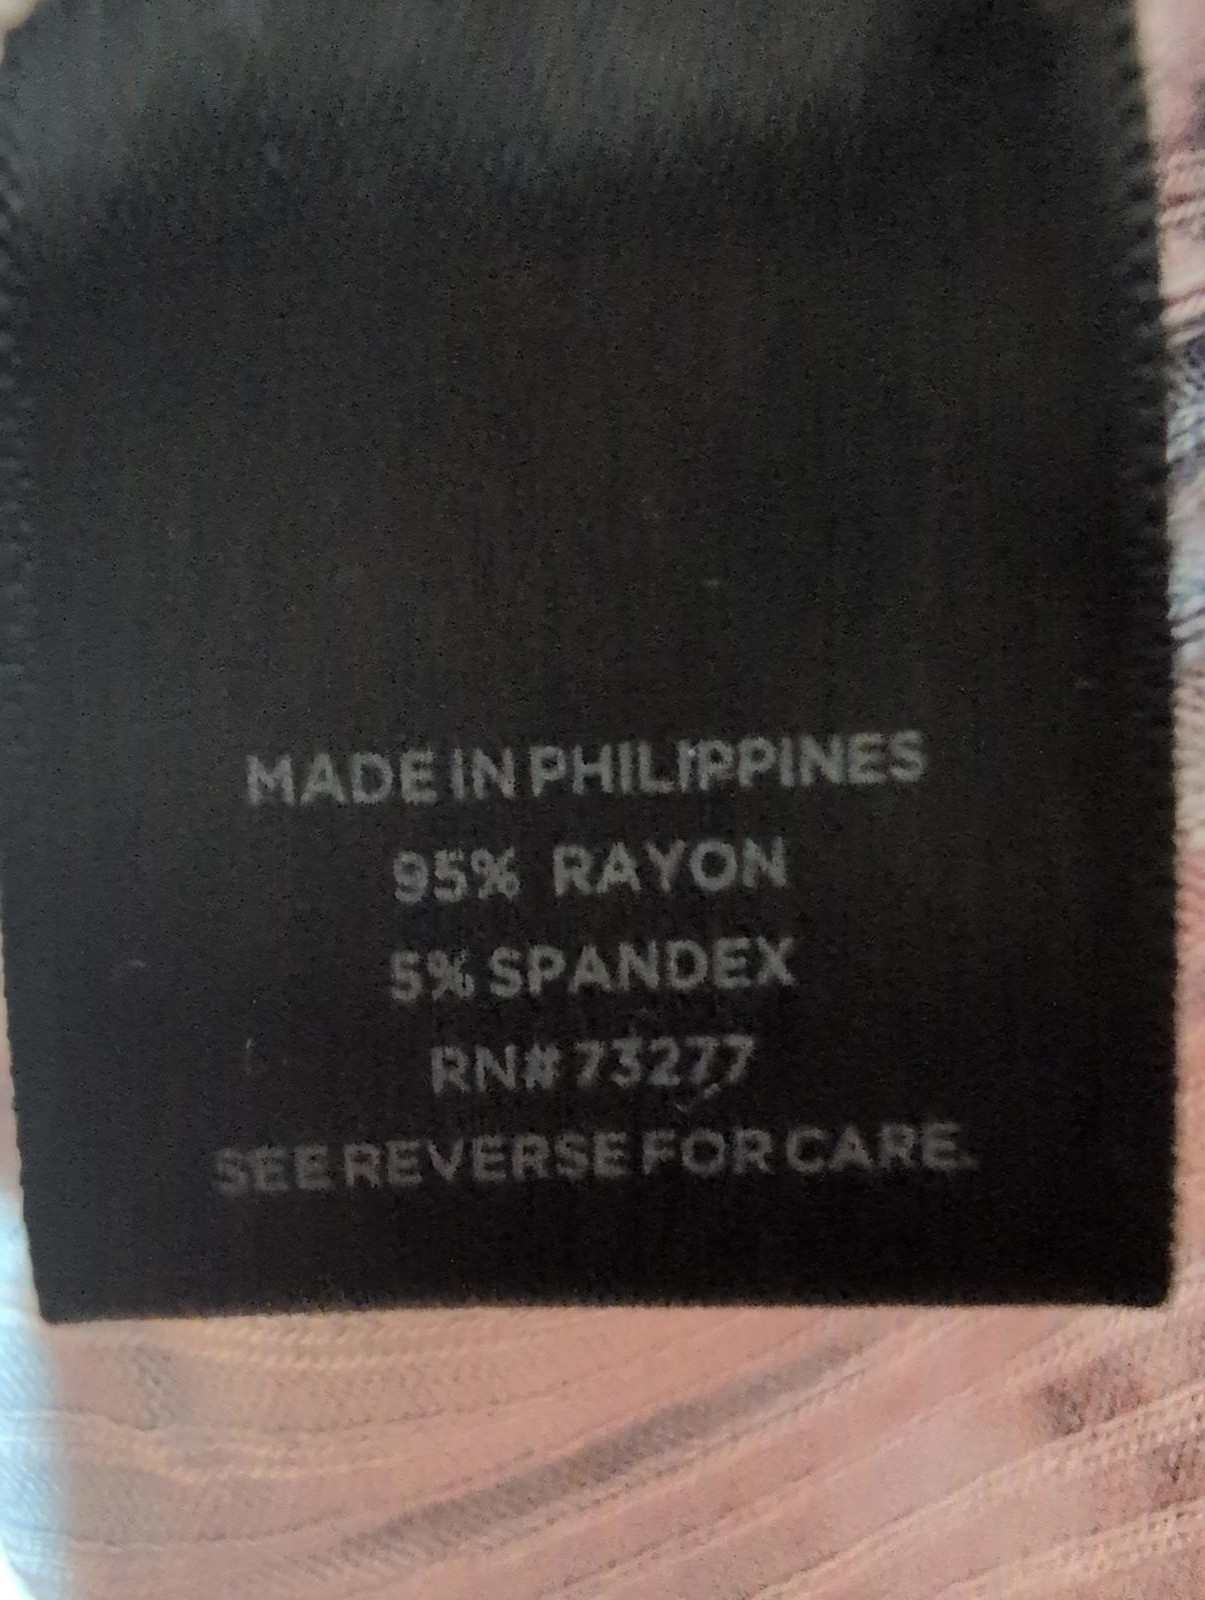 MADE IN PHILIPPINES
95% RAYON
5% SPANDEX
RN# 73277
SEE REVERSE FOR CARE.